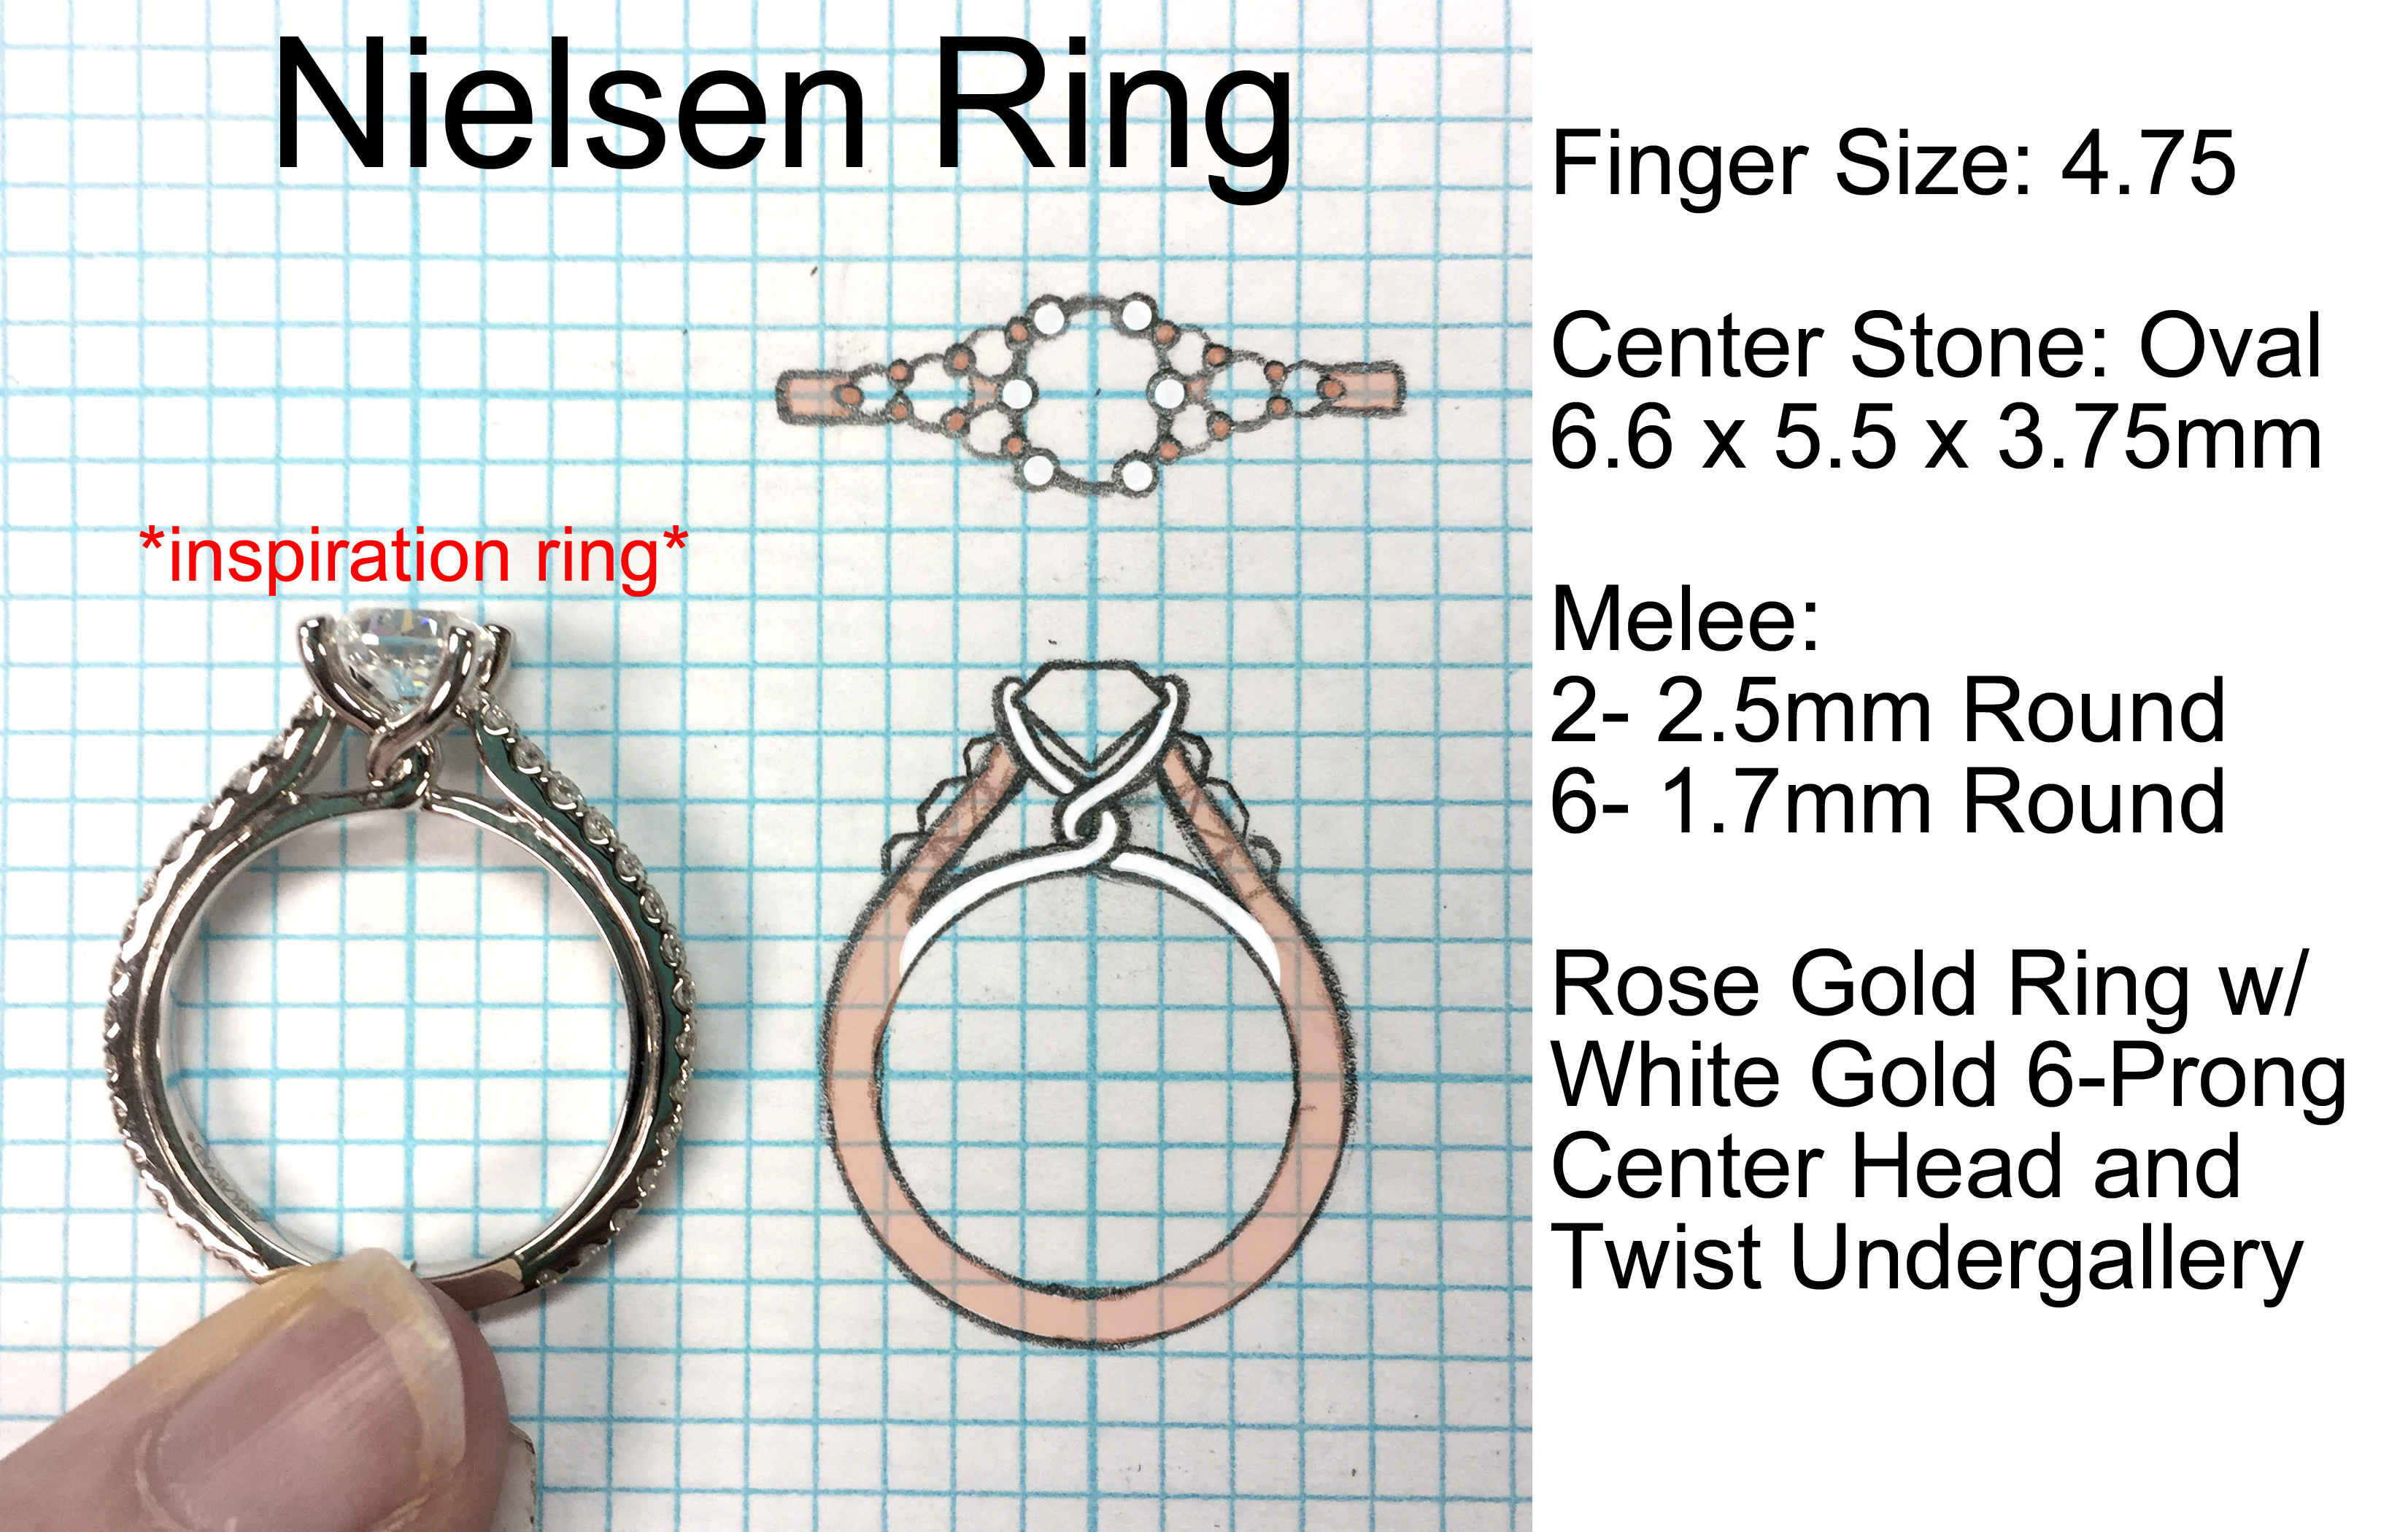 Nielsen Ring
*inspiration ring*
Finger Size: 4.75
Center Stone: Oval
6.6 x 5.5 x 3.75mm
Melee:
2- 2.5mm Round
6- 1.7mm Round
Rose Gold Ring w/
White Gold 6-Prong
Center Head and
Twist Undergallery